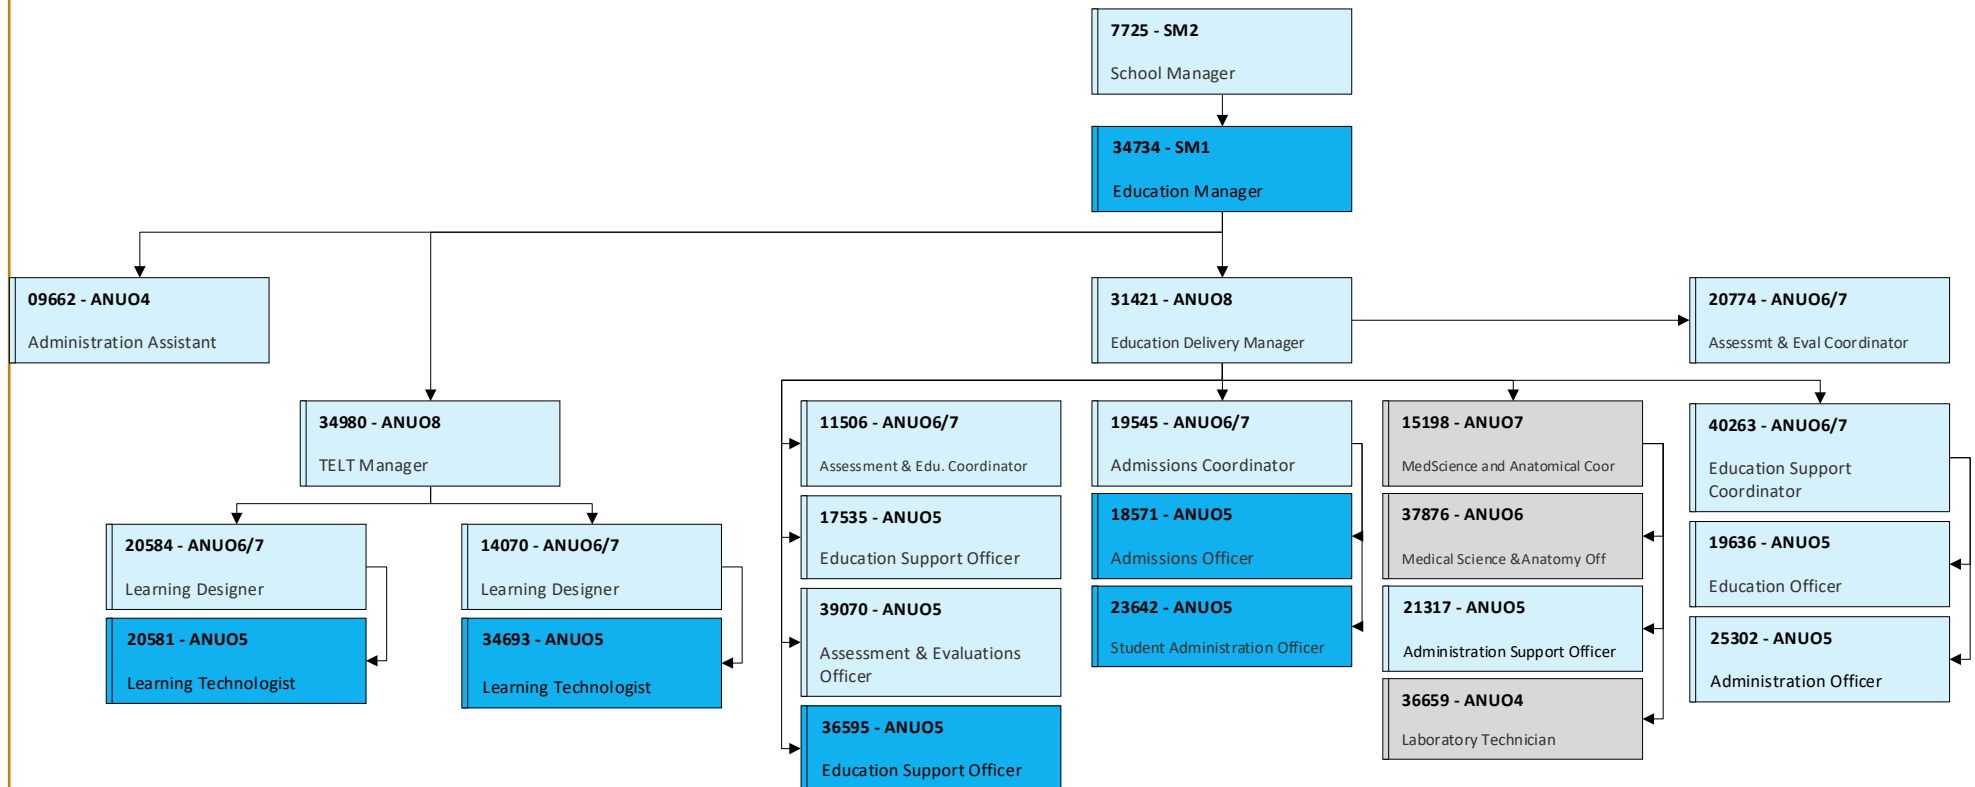 7725 - SM2
School Manager
34734 - SM1
Education Manager
09662 - ANUO4
Administration Assistant
31421 - ANUO8
Education Delivery Manager
20774 - ANUO6/7
Assessmt & Eval Coordinator
34980 - ANUO8
TELT Manager
20584 - ANUO6/7
Learning Designer
20581 - ANUO5
Learning Technologist
14070 - ANUO6/7
Learning Designer
34693 - ANUO5
Learning Technologist
11506 - ANUO6/7
Assessment & Edu. Coordinator
17535 - ANUO5
Education Support Officer
39070 - ANUO5
Assessment & Evaluations
Officer
36595 - ANUO5
Education Support Officer
19545 - ANUO6/7
Admissions Coordinator
18571 - ANUO5
Admissions Officer
23642 - ANUO5
Student Administration Officer
15198 - ANUO7
MedScience and Anatomical Coor
37876 - ANUO6
Medical Science &Anatomy Off
21317 - ANUO5
Administration Support Officer
36659 - ANUO4
Laboratory Technician
40263 - ANUO6/7
Education Support
Coordinator
19636 - ANUO5
Education Officer
25302 - ANUO5
Administration Officer